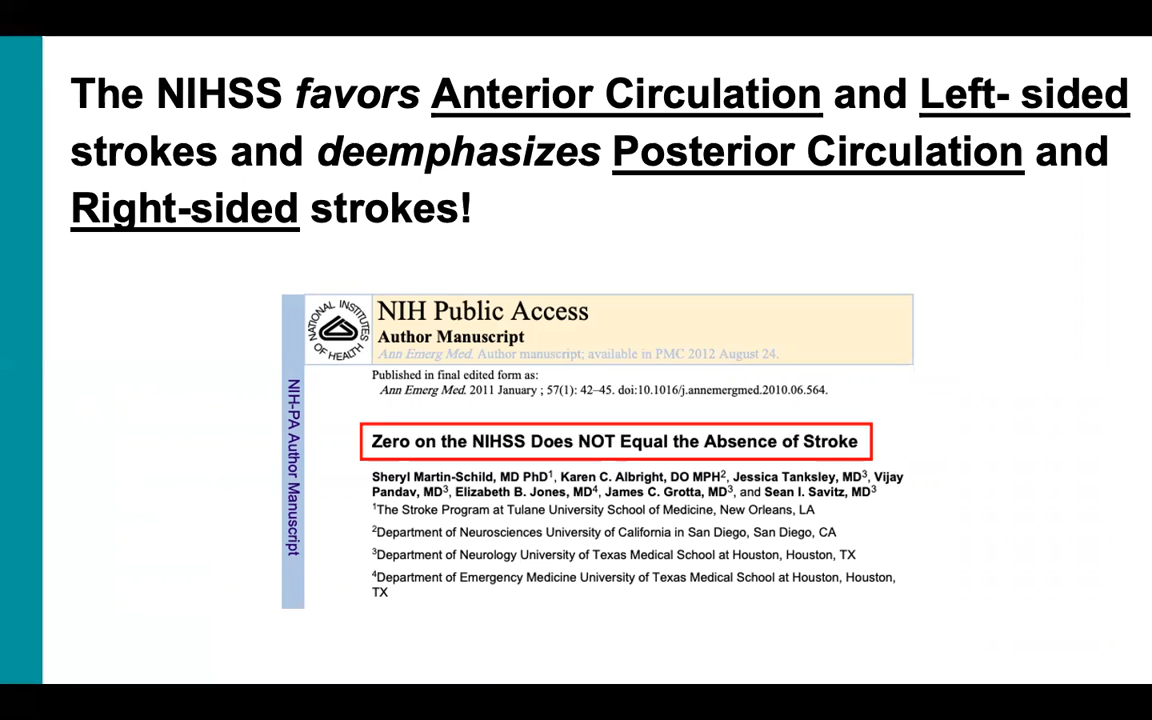 The NIHSS favors Anterior Circulation and Left- sided
strokes and deemphasizes Posterior Circulation and
Right-sided strokes!
NATIONAL INSTITUTES OF HEALTH
NIH Public Access
Author Manuscript
Ann Emerg Med. Author manuscript; available in PMC 2012 August 24.
Published in final edited form as:
Ann Emerg Med. 2011 January ; 57(1): 42–45. doi:10.1016/j.annemergmed.2010.06.564.
NIH-PA Author Manuscript
Zero on the NIHSS Does NOT Equal the Absence of Stroke
Sheryl Martin-Schild, MD PhD1, Karen C. Albright, DO MPH2, Jessica Tanksley, MD3, Vijay
Pandav, MD3, Elizabeth B. Jones, MD4, James C. Grotta, MD3, and Sean I. Savitz, MD3
1The Stroke Program at Tulane University School of Medicine, New Orleans, LA
2Department of Neurosciences University of California in San Diego, San Diego, CA
3Department of Neurology University of Texas Medical School at Houston, Houston, TX
4Department of Emergency Medicine University of Texas Medical School at Houston, Houston,
TX